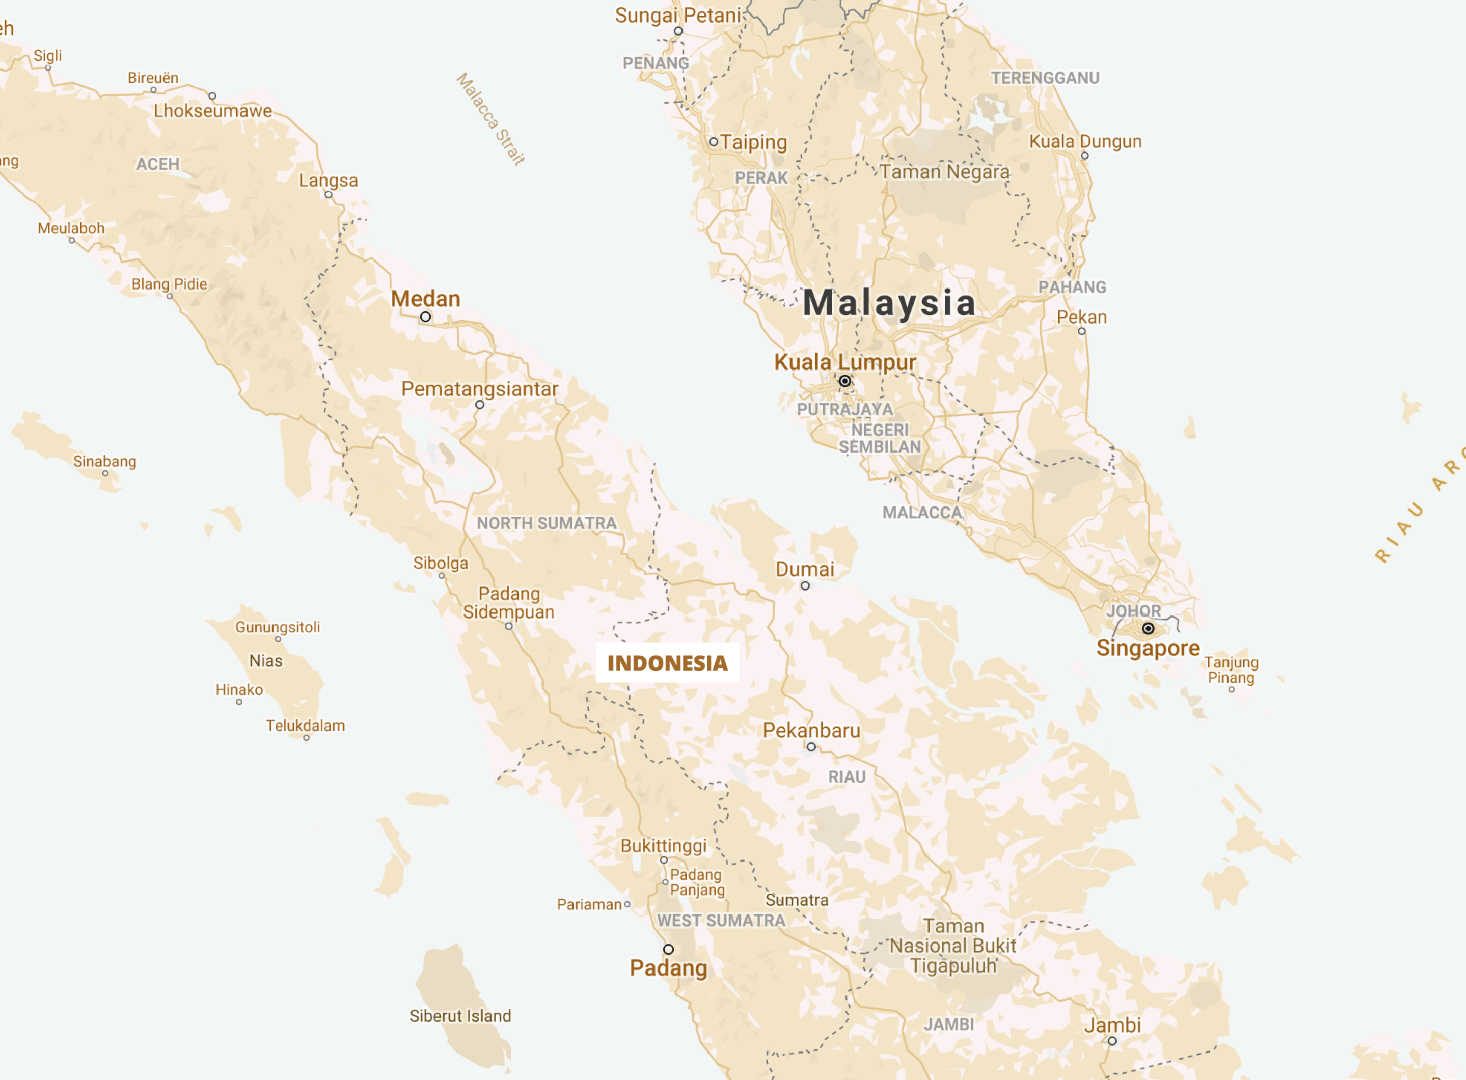 eh
Sungai Petani
Sigli
PENANG
Bireuën
TERENGGANU
Malacca Strait
Lhokseumawe
Taiping
Kuala Dungun
ng
ACEH
Taman Negara
PERAK
Langsa
Meulaboh
Blang Pidie
PAHANG
Medan
Malaysia
Pekan
Kuala Lumpur
Pematangsiantar
PUTRAJAYA
NEGERI
SEMBILAN
Sinabang
RIAU ARC
MALACCA
NORTH SUMATRA
Sibolga
Dumai
Padang
Sidempuan
JOHOR
Gunungsitoli
Singapore
Nias
INDONESIA
Tanjung
Pinang
Hinako
Telukdalam
Pekanbaru
RIAU
Bukittinggi
Padang
Panjang
Pariaman
Sumatra
WEST SUMATRA
Taman
Nasional Bukit
Tigapuluh
Padang
Siberut Island
JAMBI
Jambi